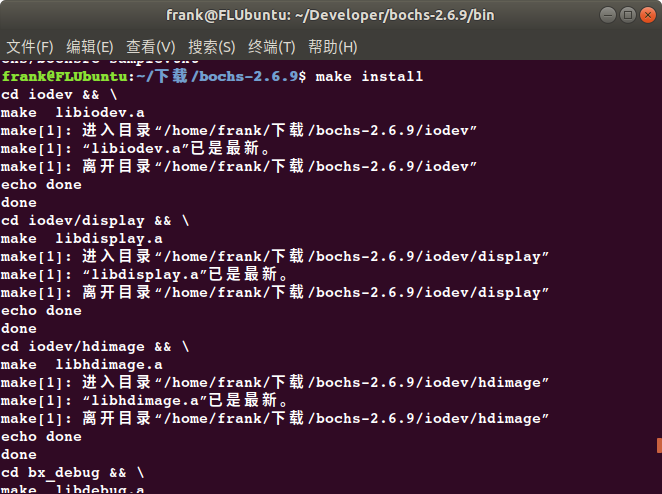 frank@FLUbuntu: ~/Developer/bochs-2.6.9/bin
文件(F) 编辑(E) 查看(V) 搜索(S) 终端(T) 帮助(H)
frank@FLUbuntu:~/下载/bochs-2.6.9$ make install
cd iodev && \
make  libiodev.a
make[1]: 进入目录“/home/frank/下载/bochs-2.6.9/iodev”
make[1]: “libiodev.a”已是最新。
make[1]: 离开目录“/home/frank/下载/bochs-2.6.9/iodev”
echo done
done
cd iodev/display && \
make  libdisplay.a
make[1]: 进入目录“/home/frank/下载/bochs-2.6.9/iodev/display”
make[1]: “libdisplay.a”已是最新。
make[1]: 离开目录“/home/frank/下载/bochs-2.6.9/iodev/display”
echo done
done
cd iodev/hdimage && \
make  libhdimage.a
make[1]: 进入目录“/home/frank/下载/bochs-2.6.9/iodev/hdimage”
make[1]: “libhdimage.a”已是最新。
make[1]: 离开目录“/home/frank/下载/bochs-2.6.9/iodev/hdimage”
echo done
done
cd bx_debug && \
make  libdebug.a